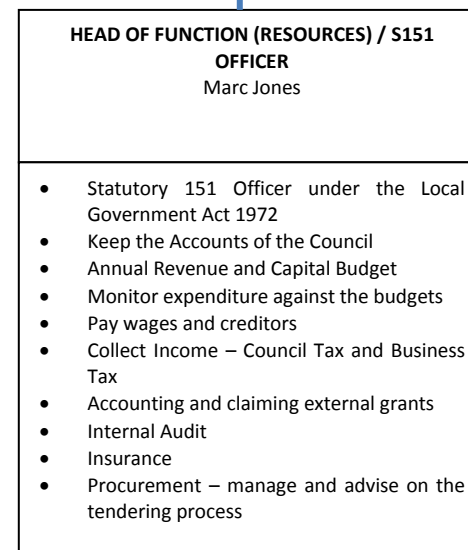 HEAD OF FUNCTION (RESOURCES) / S151
OFFICER
Marc Jones
• Statutory 151 Officer under the Local
Government Act 1972
• Keep the Accounts of the Council
• Annual Revenue and Capital Budget
• Monitor expenditure against the budgets
• Pay wages and creditors
• Collect Income – Council Tax and Business
Tax
• Accounting and claiming external grants
• Internal Audit
• Insurance
• Procurement – manage and advise on the
tendering process